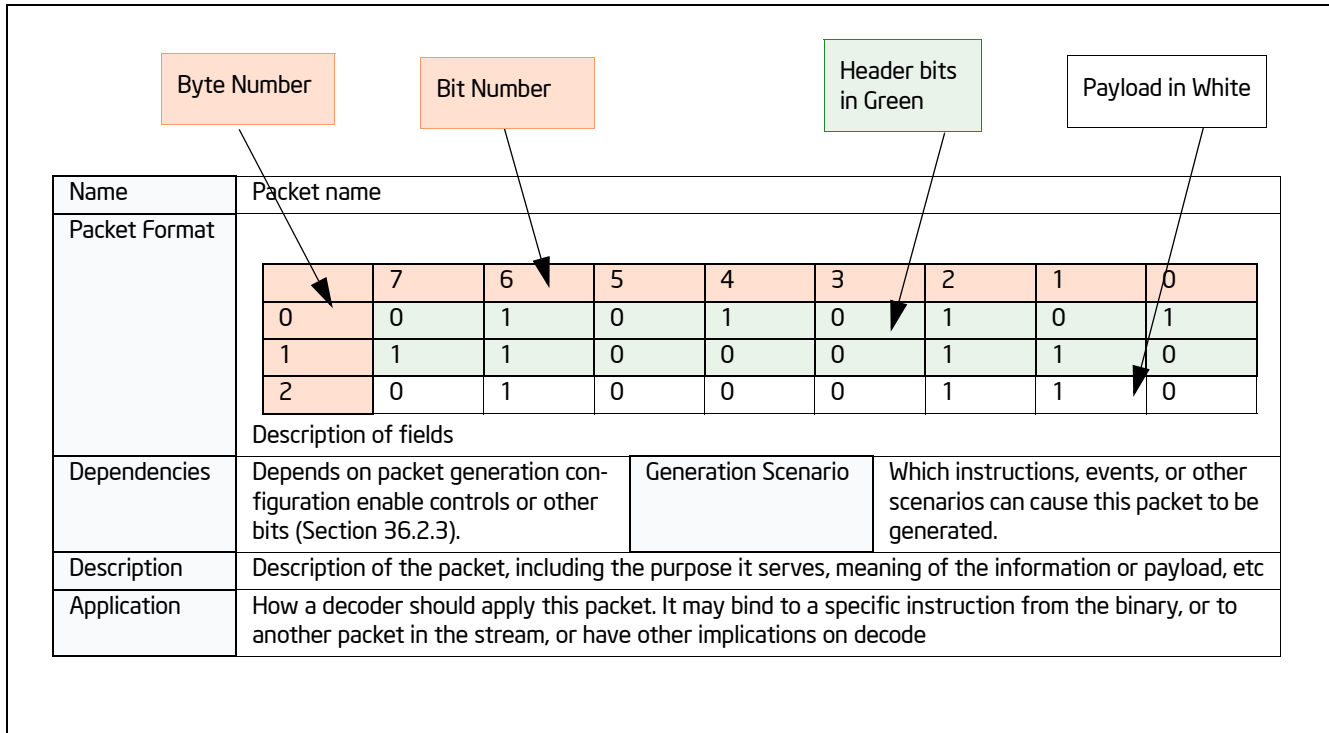 Byte Number
Bit Number
Header bits
in Green
Payload in White
Name
Packet name
Packet Format
7 6 5 4 3 2 1 0
0 0 1 0 1 0 1 0 1
1 1 1 0 0 0 1 1 0
2 0 1 0 0 0 1 1 0
Description of fields
Dependencies
Depends on packet generation con-
figuration enable controls or other
bits (Section 36.2.3).
Generation Scenario
Which instructions, events, or other
scenarios can cause this packet to be
generated.
Description
Description of the packet, including the purpose it serves, meaning of the information or payload, etc
Application
How a decoder should apply this packet. It may bind to a specific instruction from the binary, or to
another packet in the stream, or have other implications on decode